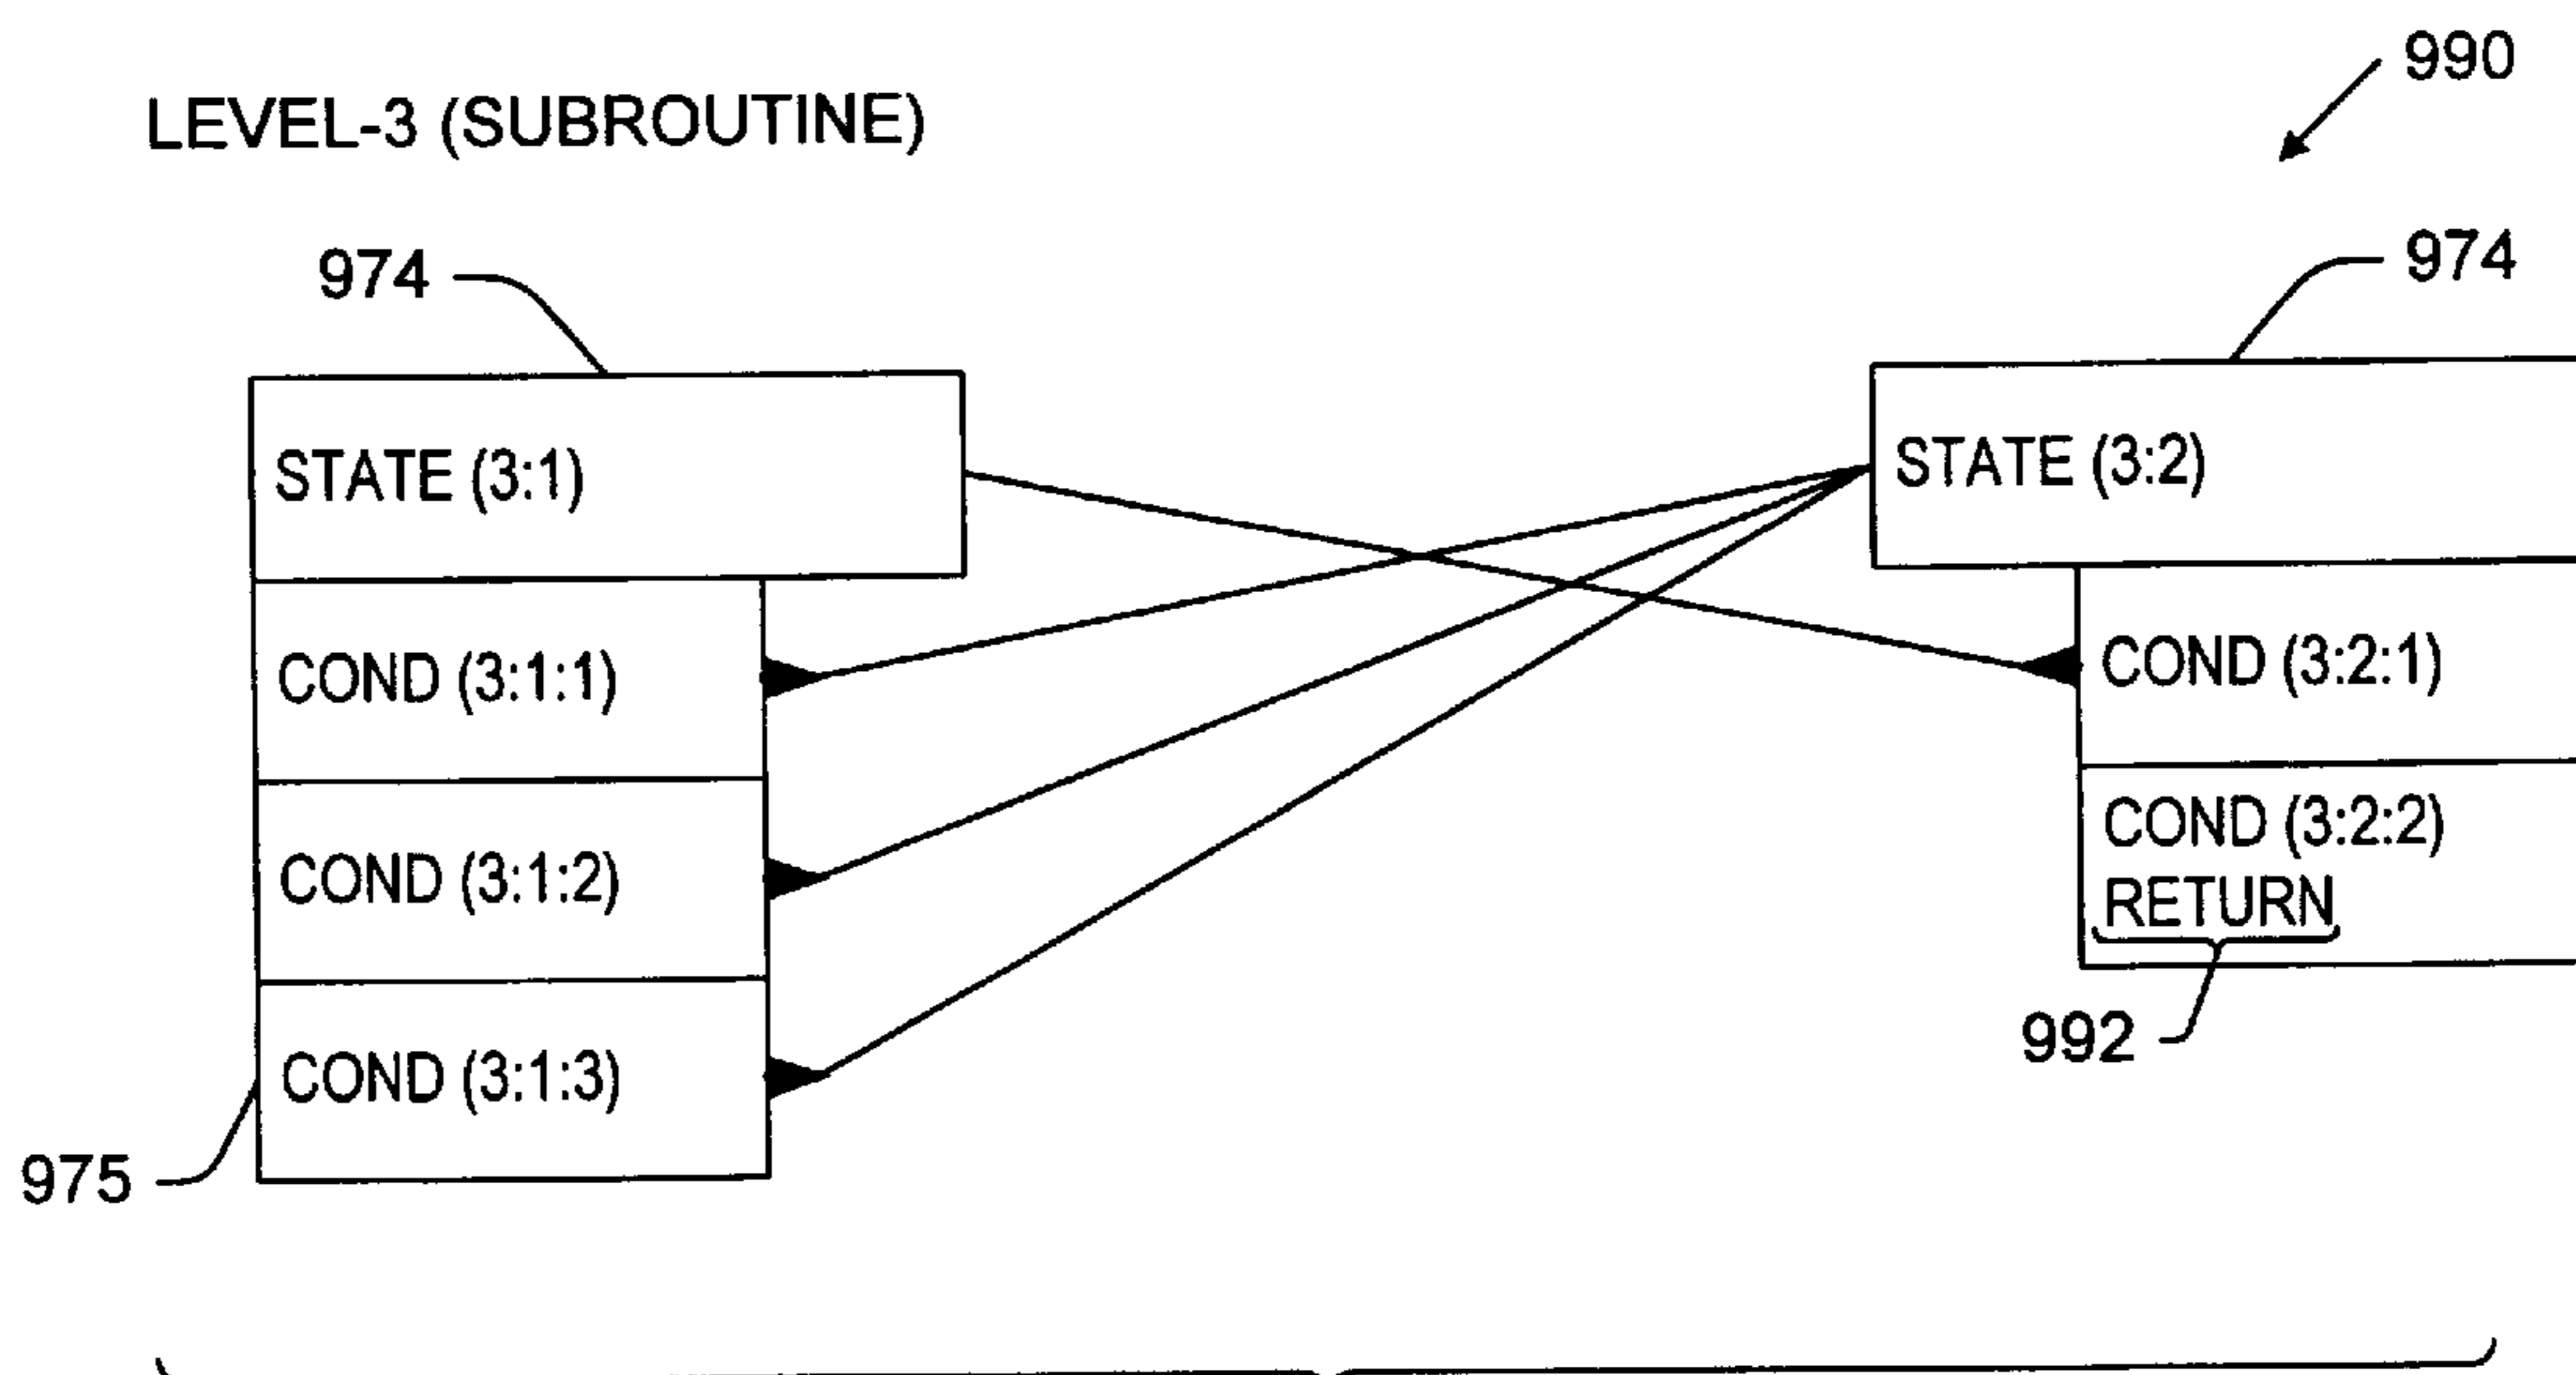 990
LEVEL-3 (SUBROUTINE)
974
974
STATE (3:1)
STATE (3:2)
COND (3:1:1)
COND (3:2:1)
COND (3:1:2)
COND (3:2:2)
RETURN
992
COND (3:1:3)
975